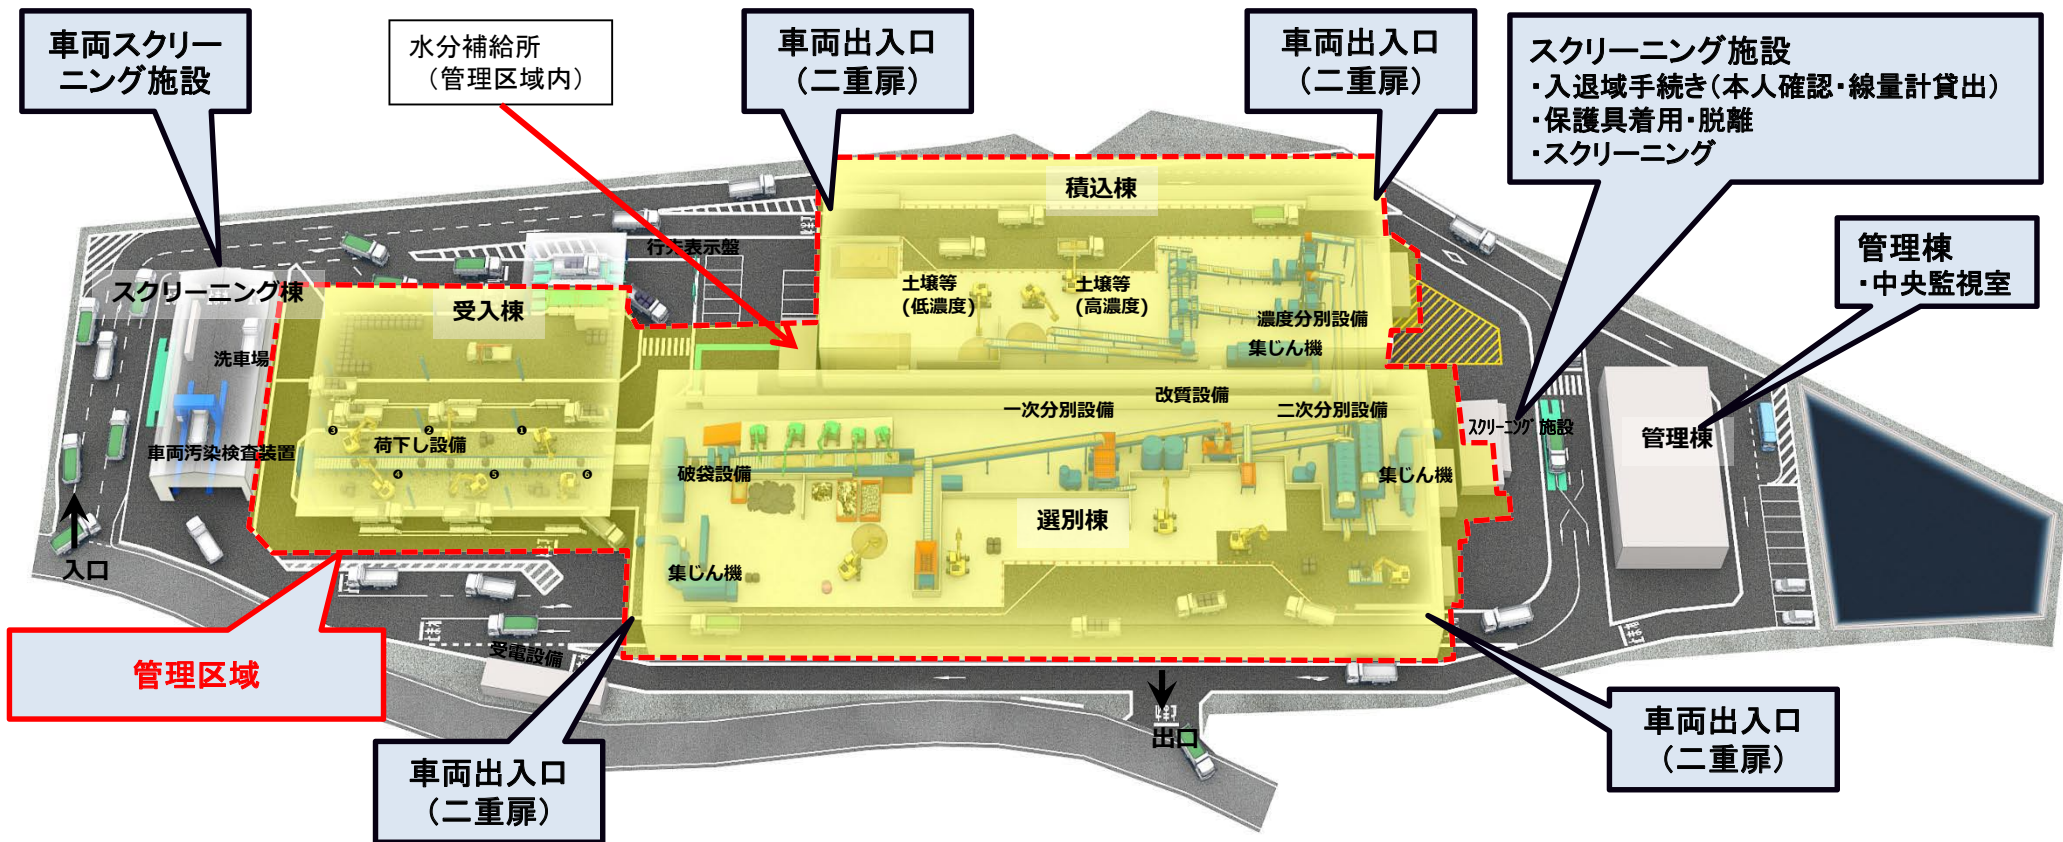 車両スクリー
ニング施設
水分補給所
（管理区域内）
車両出入口
（二重扉）
車両出入口
（二重扉）
スクリーニング施設
・入退域手続き（本人確認・線量計貸出）
・保護具着用・脱離
・スクリーニング
管理棟
・中央監視室
積込棟
行先表示盤
スクリーニング棟
受入棟
土壌等
（低濃度）
土壌等
（高濃度）
濃度分別設備
集じん機
洗車場
改質設備
一次分別設備
二次分別設備
スクリーニング施設
管理棟
❸
❷
❶
荷下し設備
車両汚染検査装置
❹
❺
❻
破袋設備
集じん機
選別棟
入口
集じん機
受電設備
管理区域
出口
止まれ
車両出入口
（二重扉）
車両出入口
（二重扉）